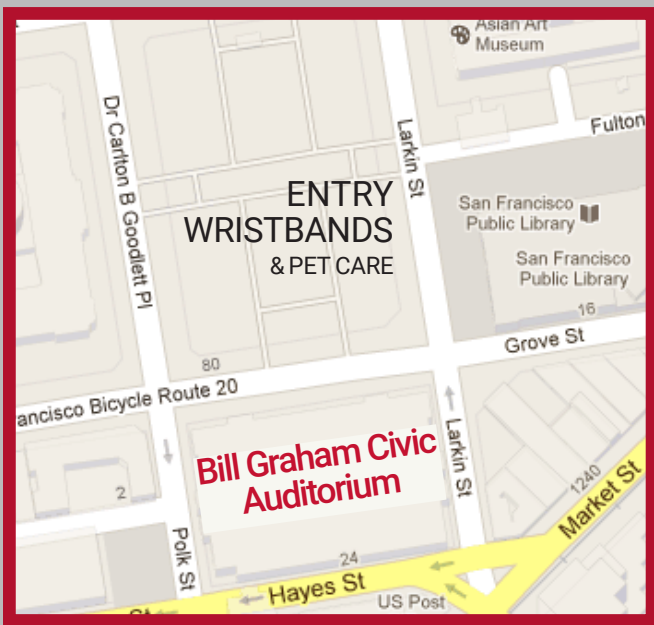 Asian Art
Museum
Dr Carlton B Goodlett Pl
Larkin St
Fulton
ENTRY
WRISTBANDS
& PET CARE
San Francisco
Public Library
San Francisco
Public Library
16
Grove St
80
ancisco Bicycle Route 20
Bill Graham Civic
Auditorium
Larkin St
1240
Market St
2
Polk St
24
Hayes St
St
US Post